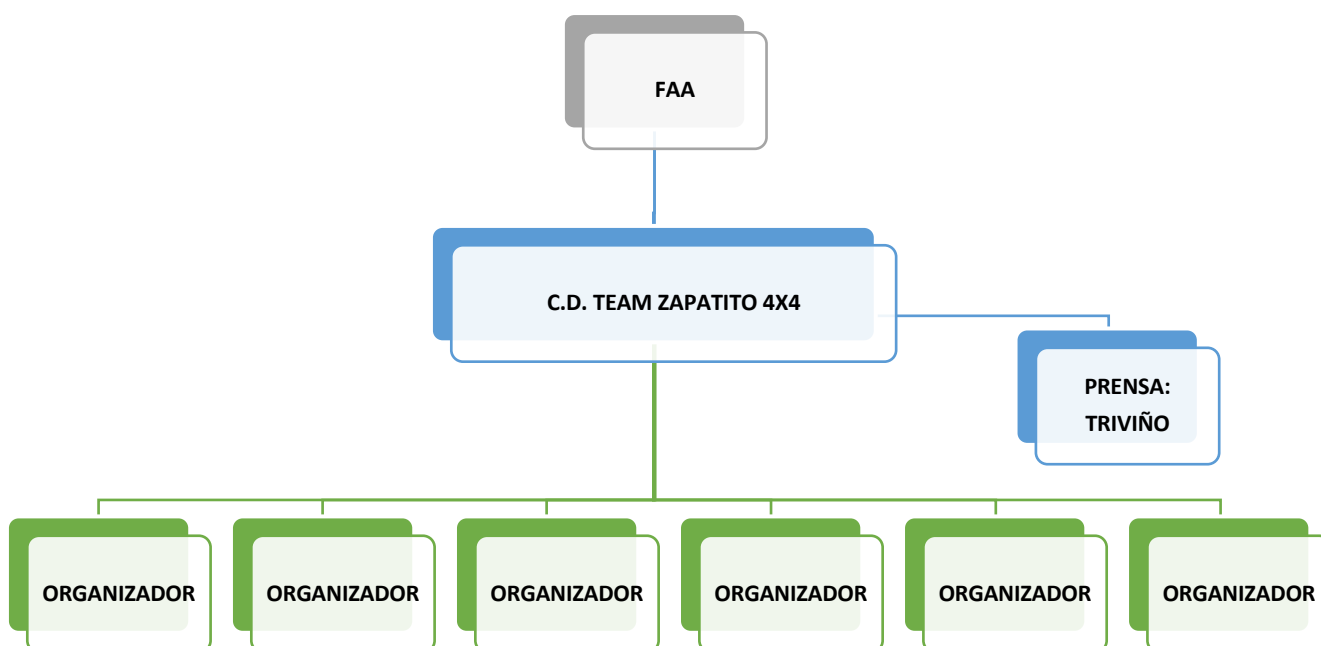 FAA
C.D. TEAM ZAPATITO 4X4
PRENSA:
TRIVIÑO
ORGANIZADOR
ORGANIZADOR
ORGANIZADOR
ORGANIZADOR
ORGANIZADOR
ORGANIZADOR